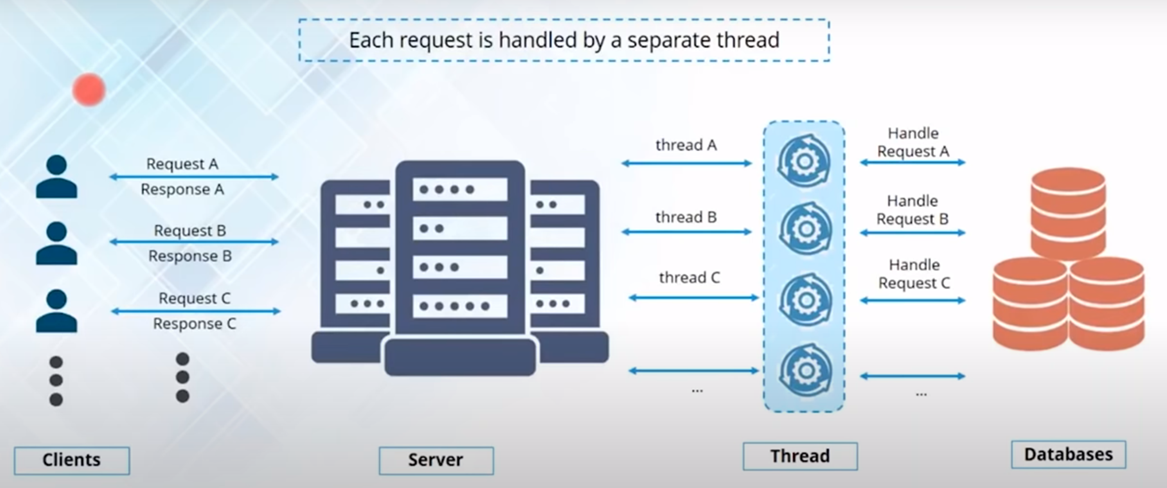 Each request is handled by a separate thread
Request A
Response A
Request B
Response B
Request C
Response C
thread A
thread B
thread C
...
Handle
Request A
Handle
Request B
Handle
Request C
...
Clients
Server
Thread
Databases